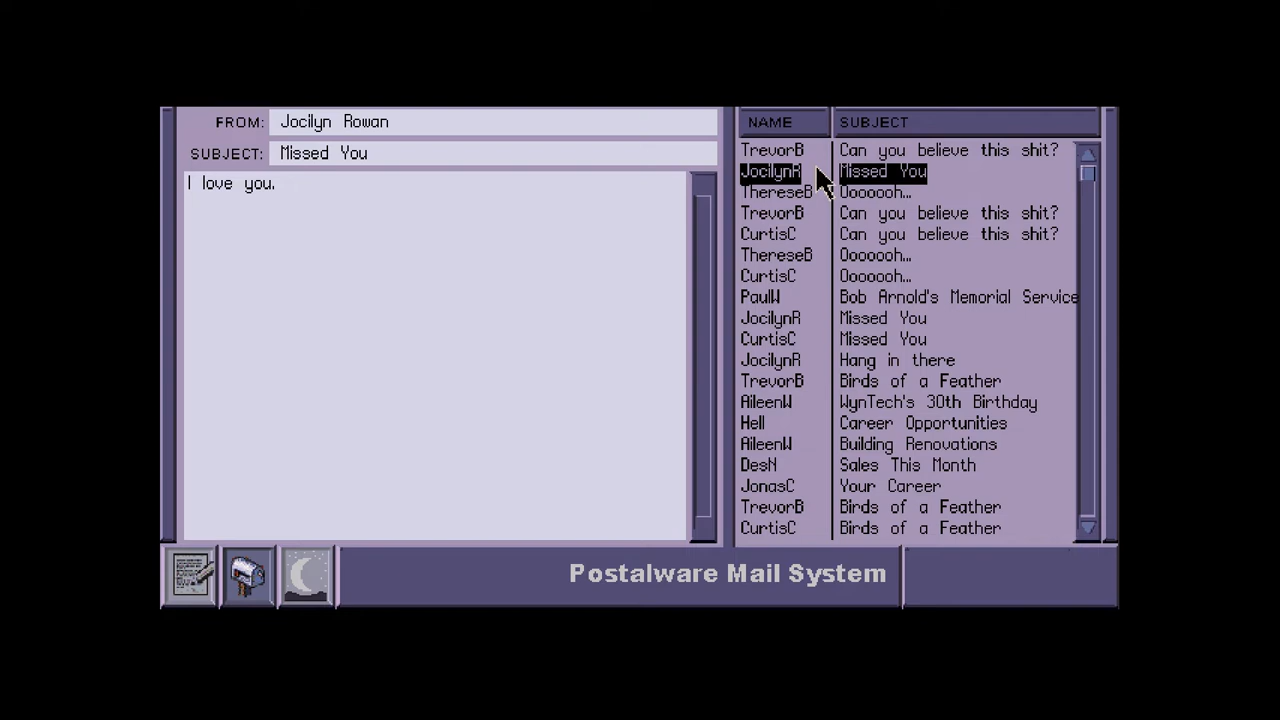 FROM: Jocilyn Rowan
SUBJECT: Missed You
I love you.
NAME SUBJECT
TrevorB Can you believe this shit?
JocilynR Missed You
ThereseB Ooooooh...
TrevorB Can you believe this shit?
CurtisC Can you believe this shit?
ThereseB Ooooooh...
CurtisC Ooooooh...
PaulW Bob Arnold's Memorial Service
JocilynR Missed You
CurtisC Missed You
JocilynR Hang in there
TrevorB Birds of a Feather
AileenW WynTech's 30th Birthday
Hell Career Opportunities
AileenW Building Renovations
DesN Sales This Month
JonasC Your Career
TrevorB Birds of a Feather
CurtisC Birds of a Feather
Postalware Mail System